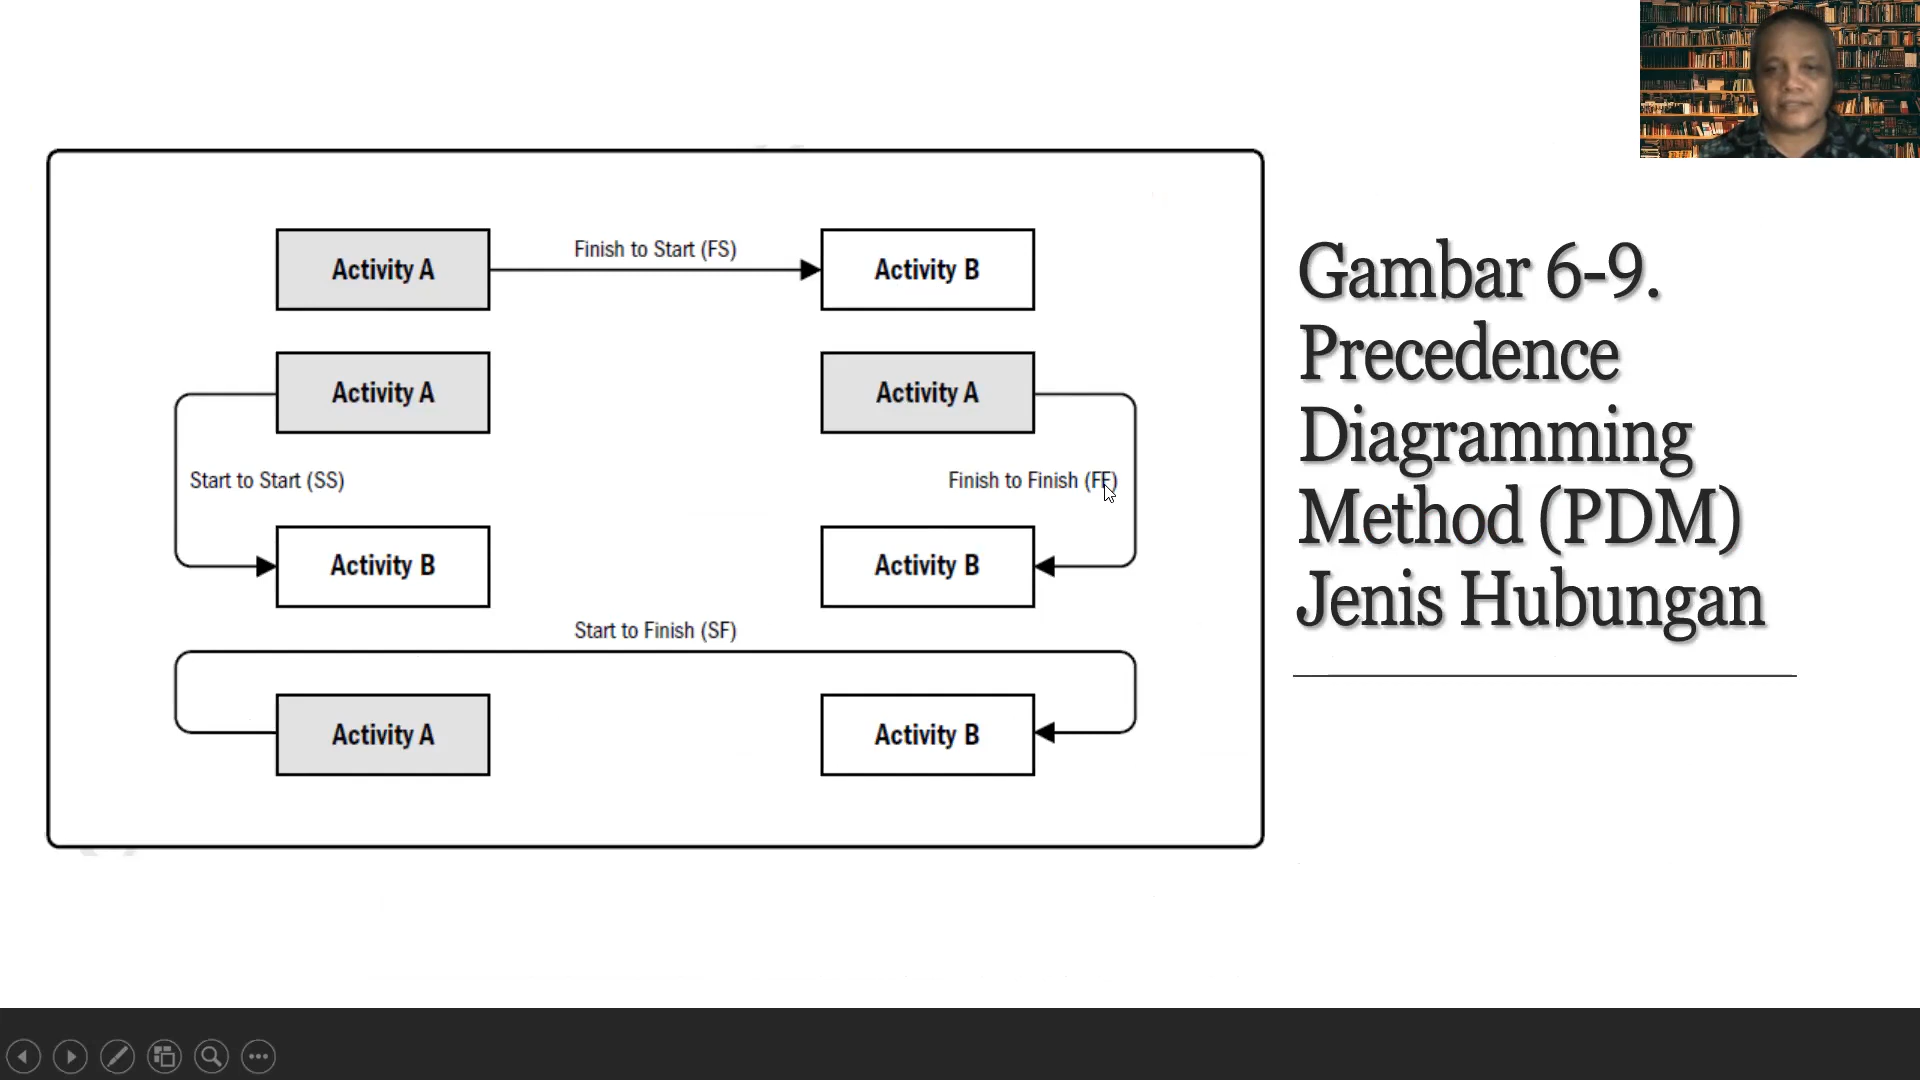 Activity A
Finish to Start (FS)
Activity B
Activity A
Activity A
Start to Start (SS)
Finish to Finish (FF)
Activity B
Activity B
Start to Finish (SF)
Activity A
Activity B
Gambar 6-9.
Precedence
Diagramming
Method (PDM)
Jenis Hubungan